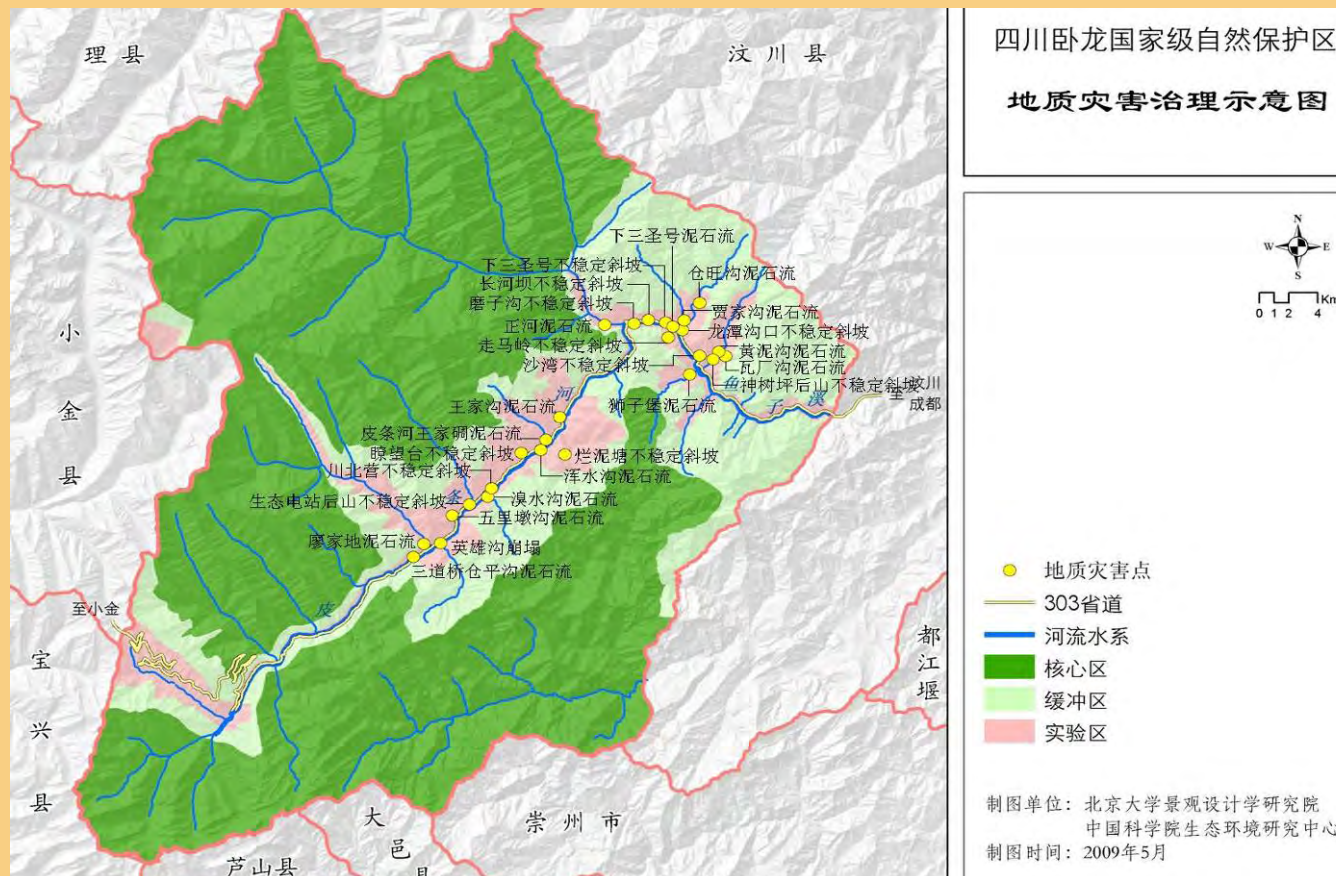 四川卧龙国家级自然保护区
地质灾害治理示意图
理县
汶川县
小金县
宝兴县
芦山县
大邑县
崇州市
都江堰
下三圣号泥石流
下三圣号不稳定斜坡
仓旺沟泥石流
长河坝不稳定斜坡
磨子沟不稳定斜坡
贾家沟泥石流
正河泥石流
龙潭沟口不稳定斜坡
走马岭不稳定斜坡
黄泥沟泥石流
沙湾不稳定斜坡
瓦厂沟泥石流
神树坪后山不稳定斜坡
至汶川
成都
鱼子溪
狮子堡泥石流
王家沟泥石流
皮条河
皮条河王家碉泥石流
瞭望台不稳定斜坡
烂泥塘不稳定斜坡
浑水沟泥石流
川北营不稳定斜坡
溴水沟泥石流
生态电站后山不稳定斜坡
五里墩沟泥石流
廖家地泥石流
英雄沟崩塌
三道桥仓平沟泥石流
至小金
N
W
E
S
0 1 2 4 Km
地质灾害点
303省道
河流水系
核心区
缓冲区
实验区
制图单位：北京大学景观设计学研究院
中国科学院生态环境研究中心
制图时间：2009年5月